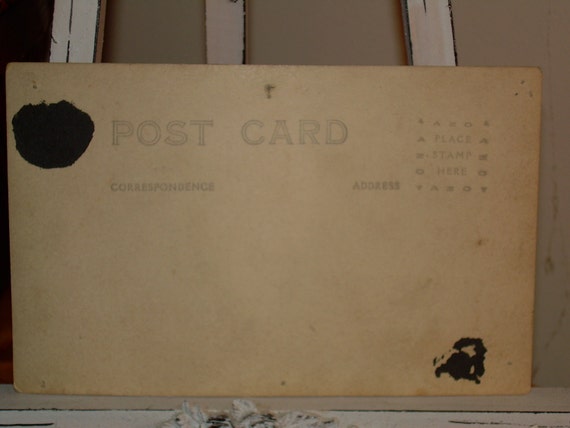 POST CARD
CORRESPONDENCE
ADDRESS
PLACE
STAMP
HERE